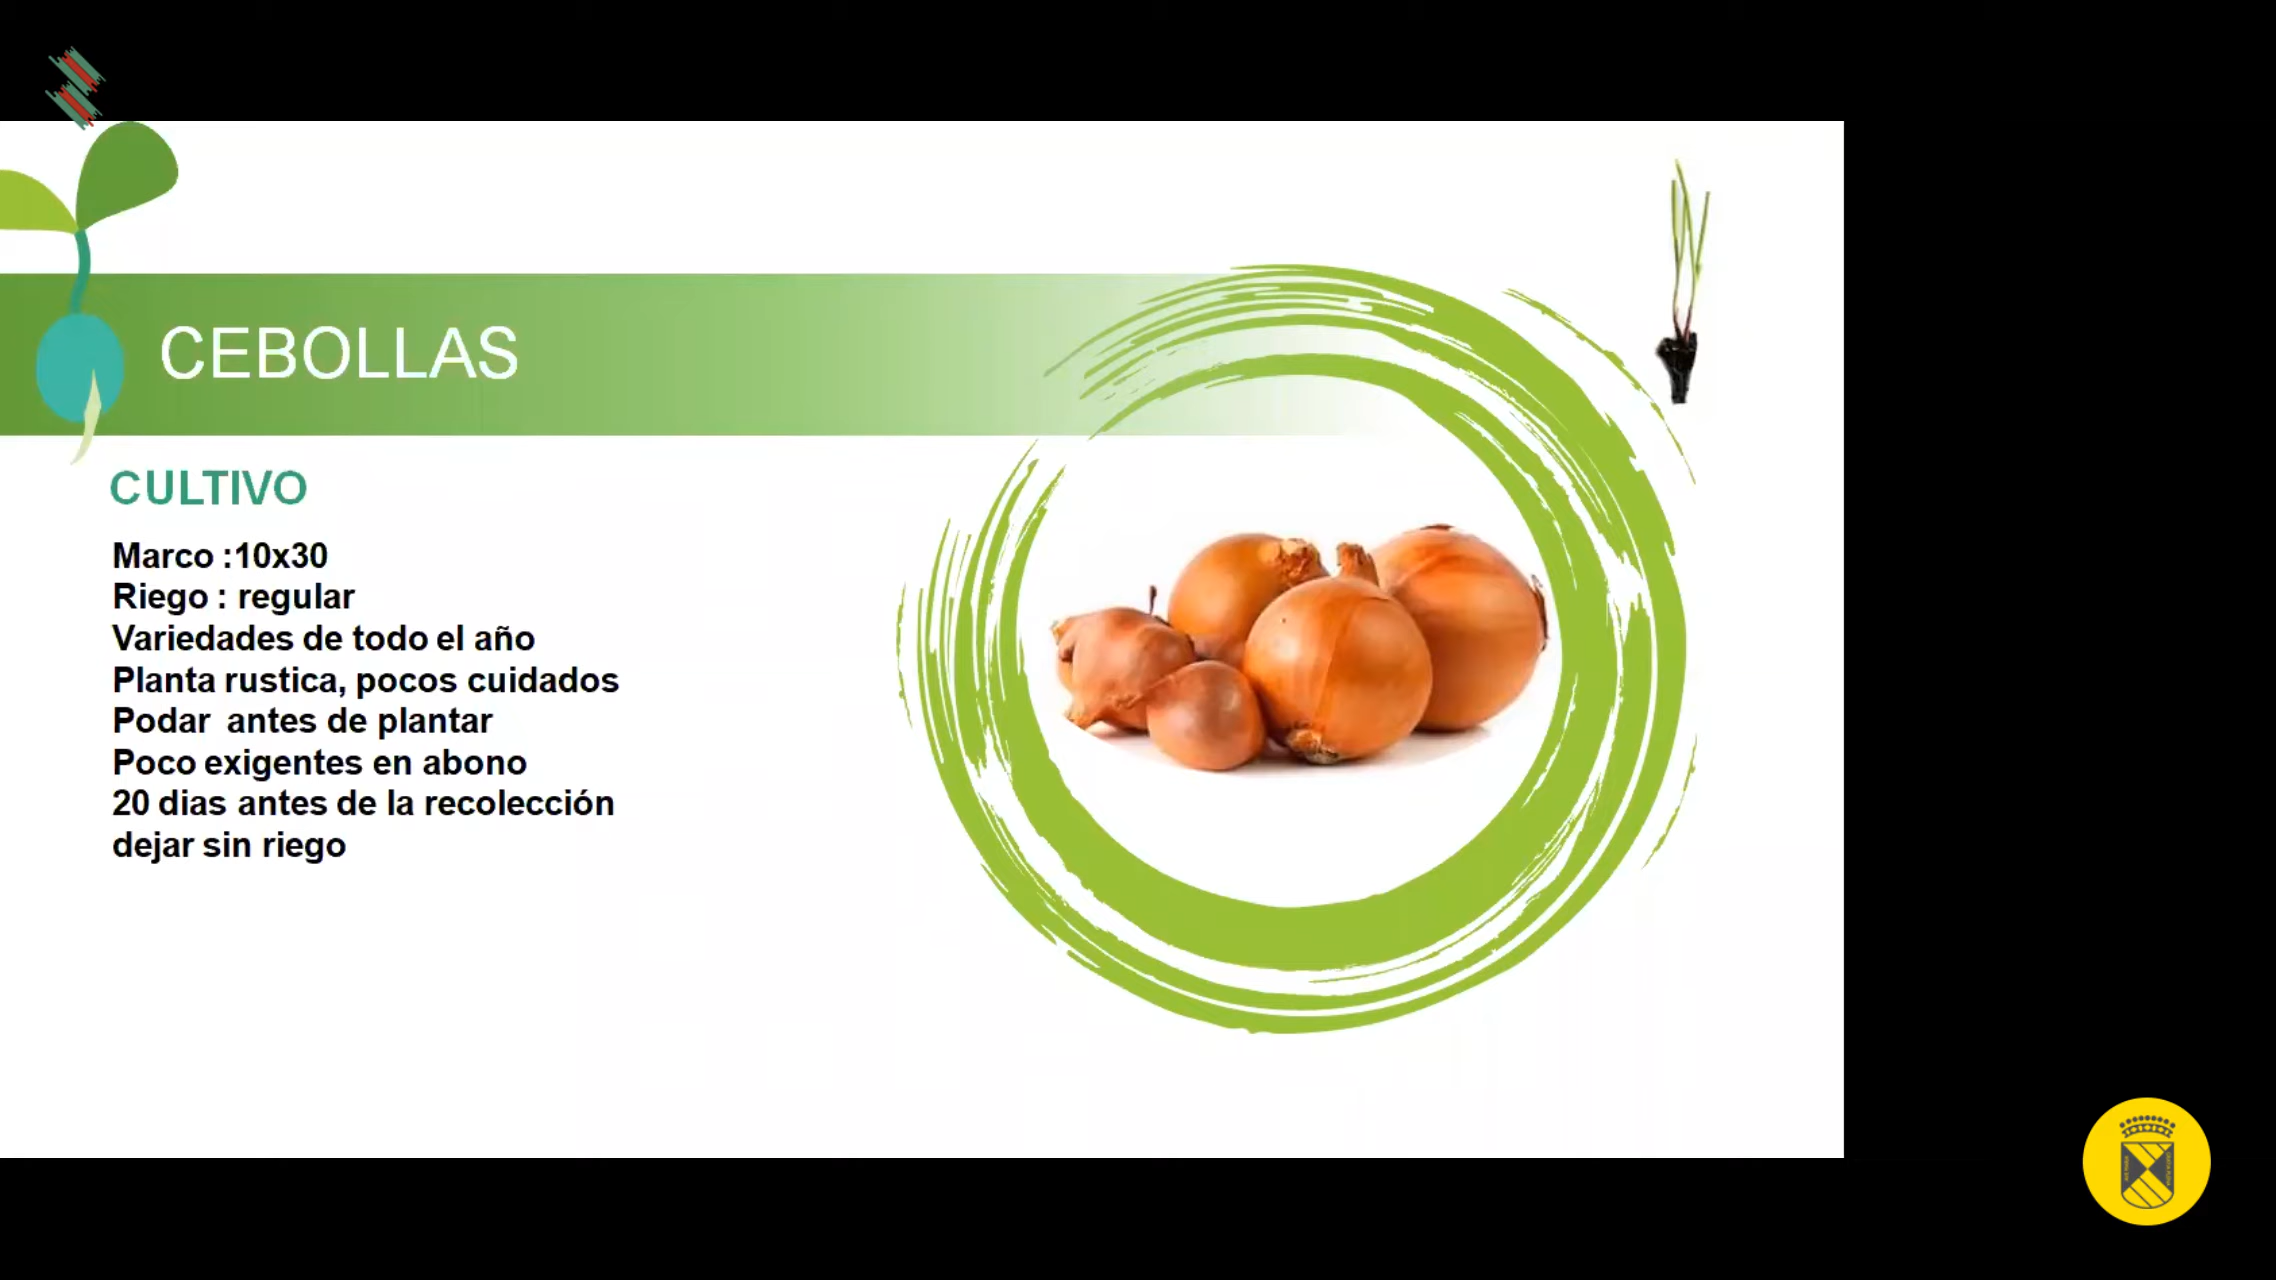 CEBOLLAS
CULTIVO
Marco :10x30
Riego : regular
Variedades de todo el año
Planta rustica, pocos cuidados
Podar antes de plantar
Poco exigentes en abono
20 dias antes de la recolección
dejar sin riego